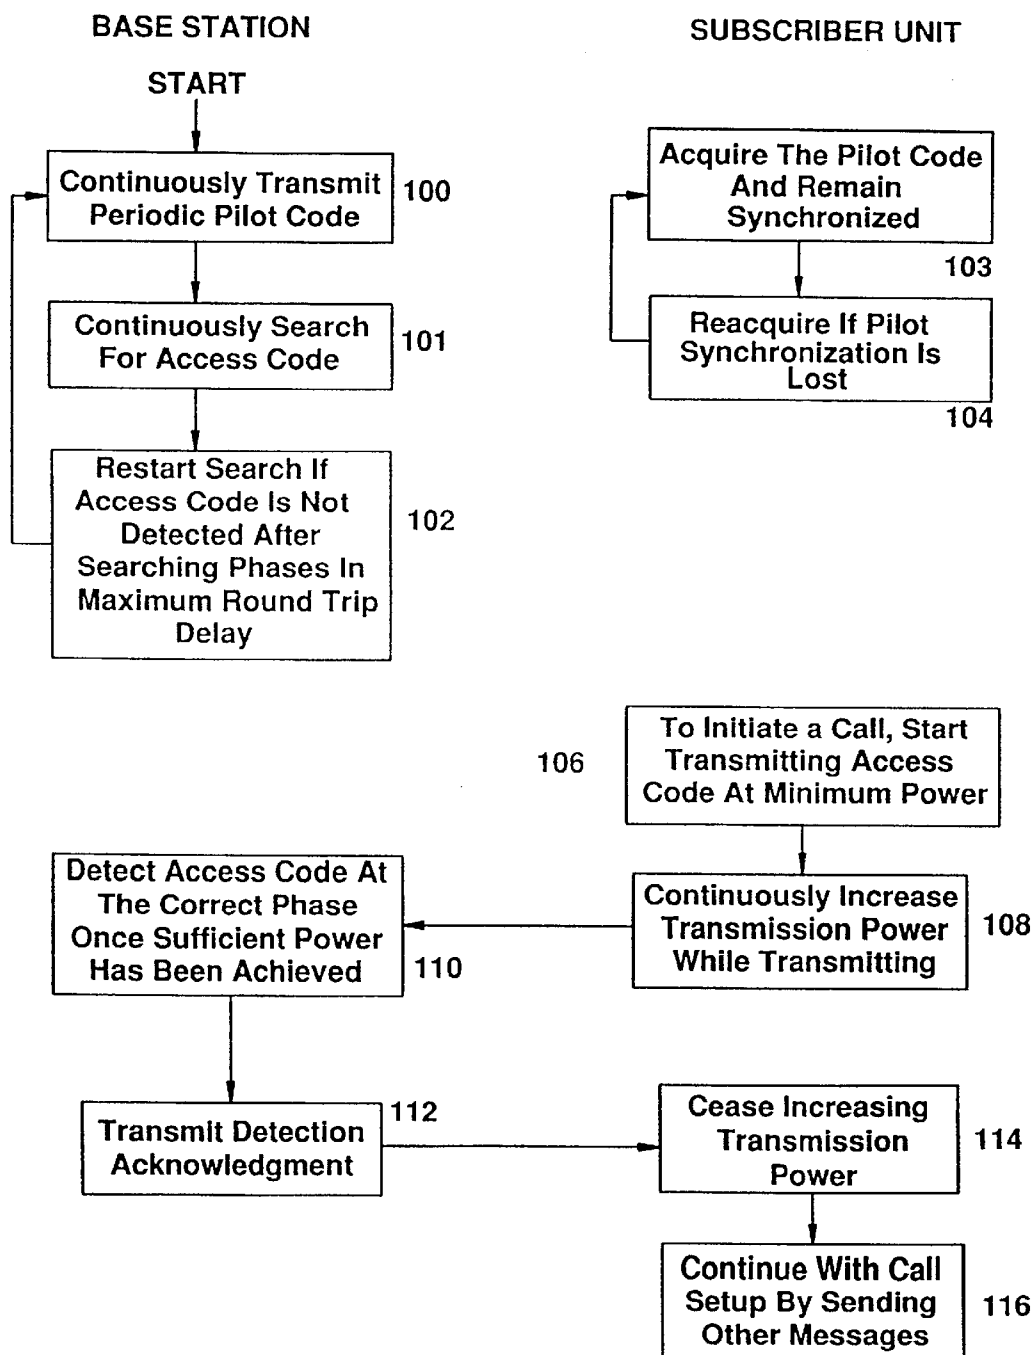 BASE STATION
SUBSCRIBER UNIT
START
Continuously Transmit
Periodic Pilot Code
100
Continuously Search
For Access Code
101
Restart Search If
Access Code Is Not
Detected After
Searching Phases In
Maximum Round Trip
Delay
102
Acquire The Pilot Code
And Remain
Synchronized
103
Reacquire If Pilot
Synchronization Is
Lost
104
106
To Initiate a Call, Start
Transmitting Access
Code At Minimum Power
Continuously Increase
Transmission Power
While Transmitting
108
Detect Access Code At
The Correct Phase
Once Sufficient Power
Has Been Achieved
110
Transmit Detection
Acknowledgment
112
Cease Increasing
Transmission
Power
114
Continue With Call
Setup By Sending
Other Messages
116